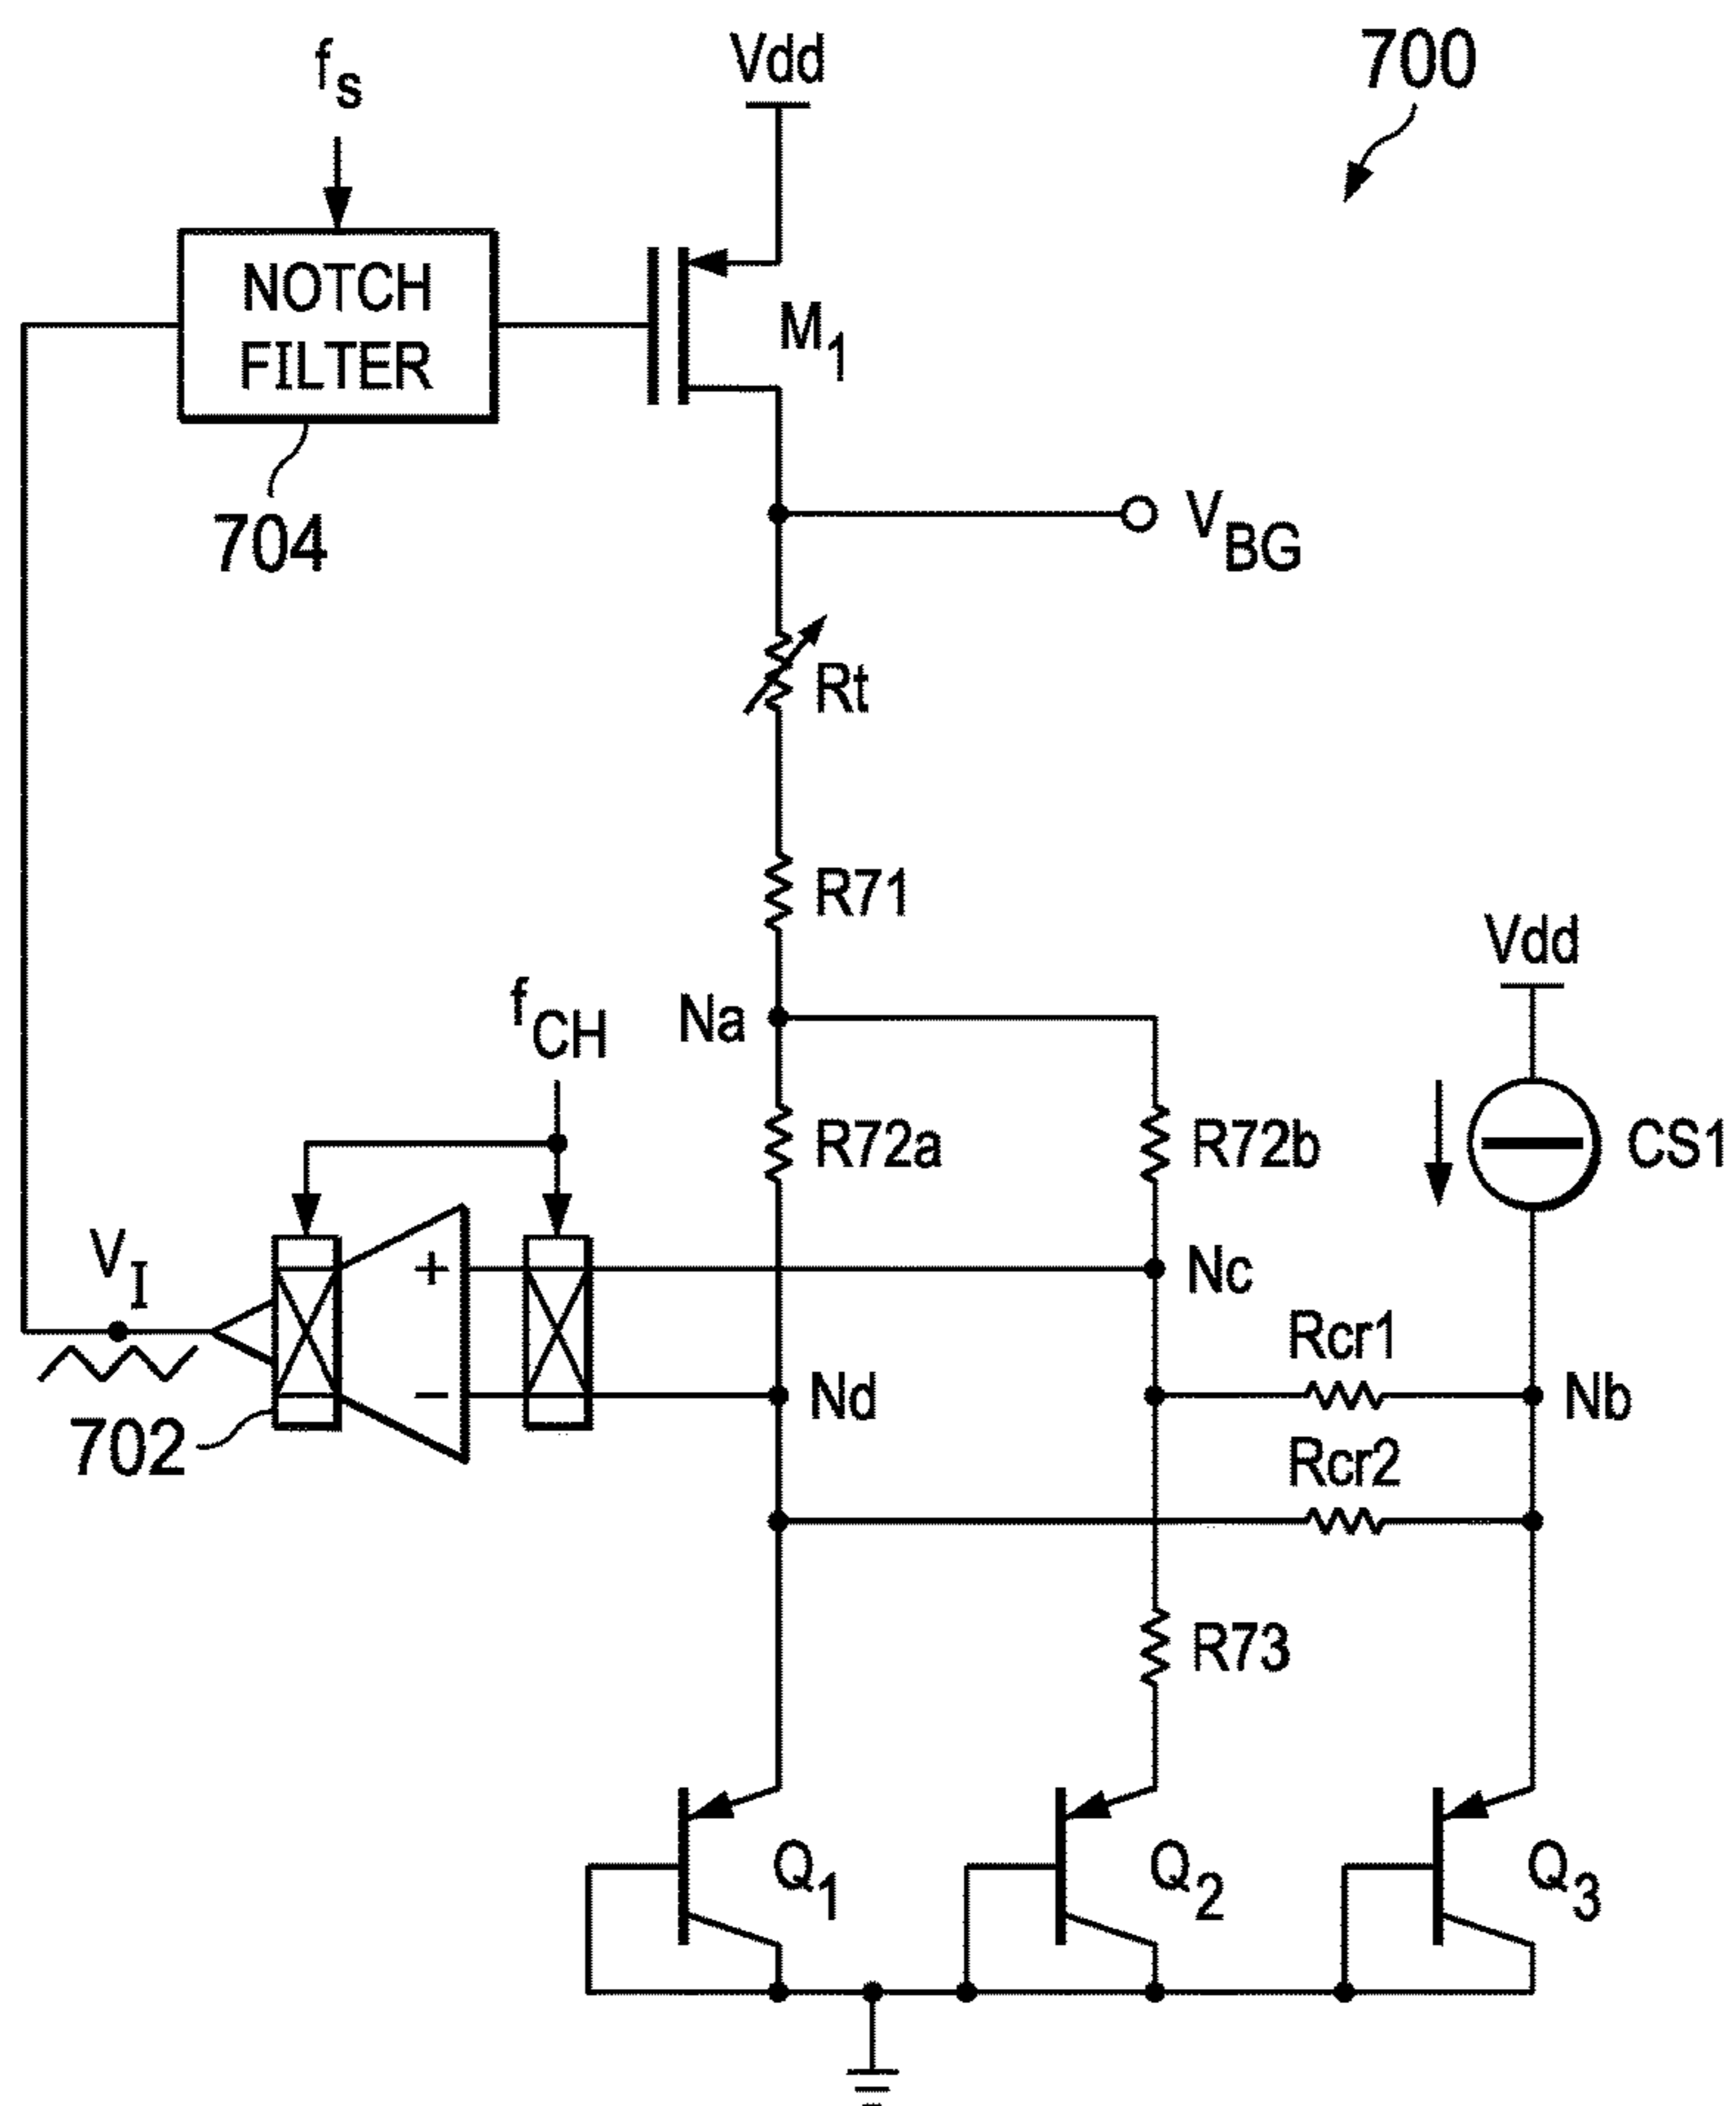 fs
Vdd
700
NOTCH
FILTER
M1
704
VBG
Rt
R71
Vdd
Na
fCH
R72a
R72b
CS1
VI
+
Nc
Rcr1
−
Nd
Nb
702
Rcr2
R73
Q1
Q2
Q3